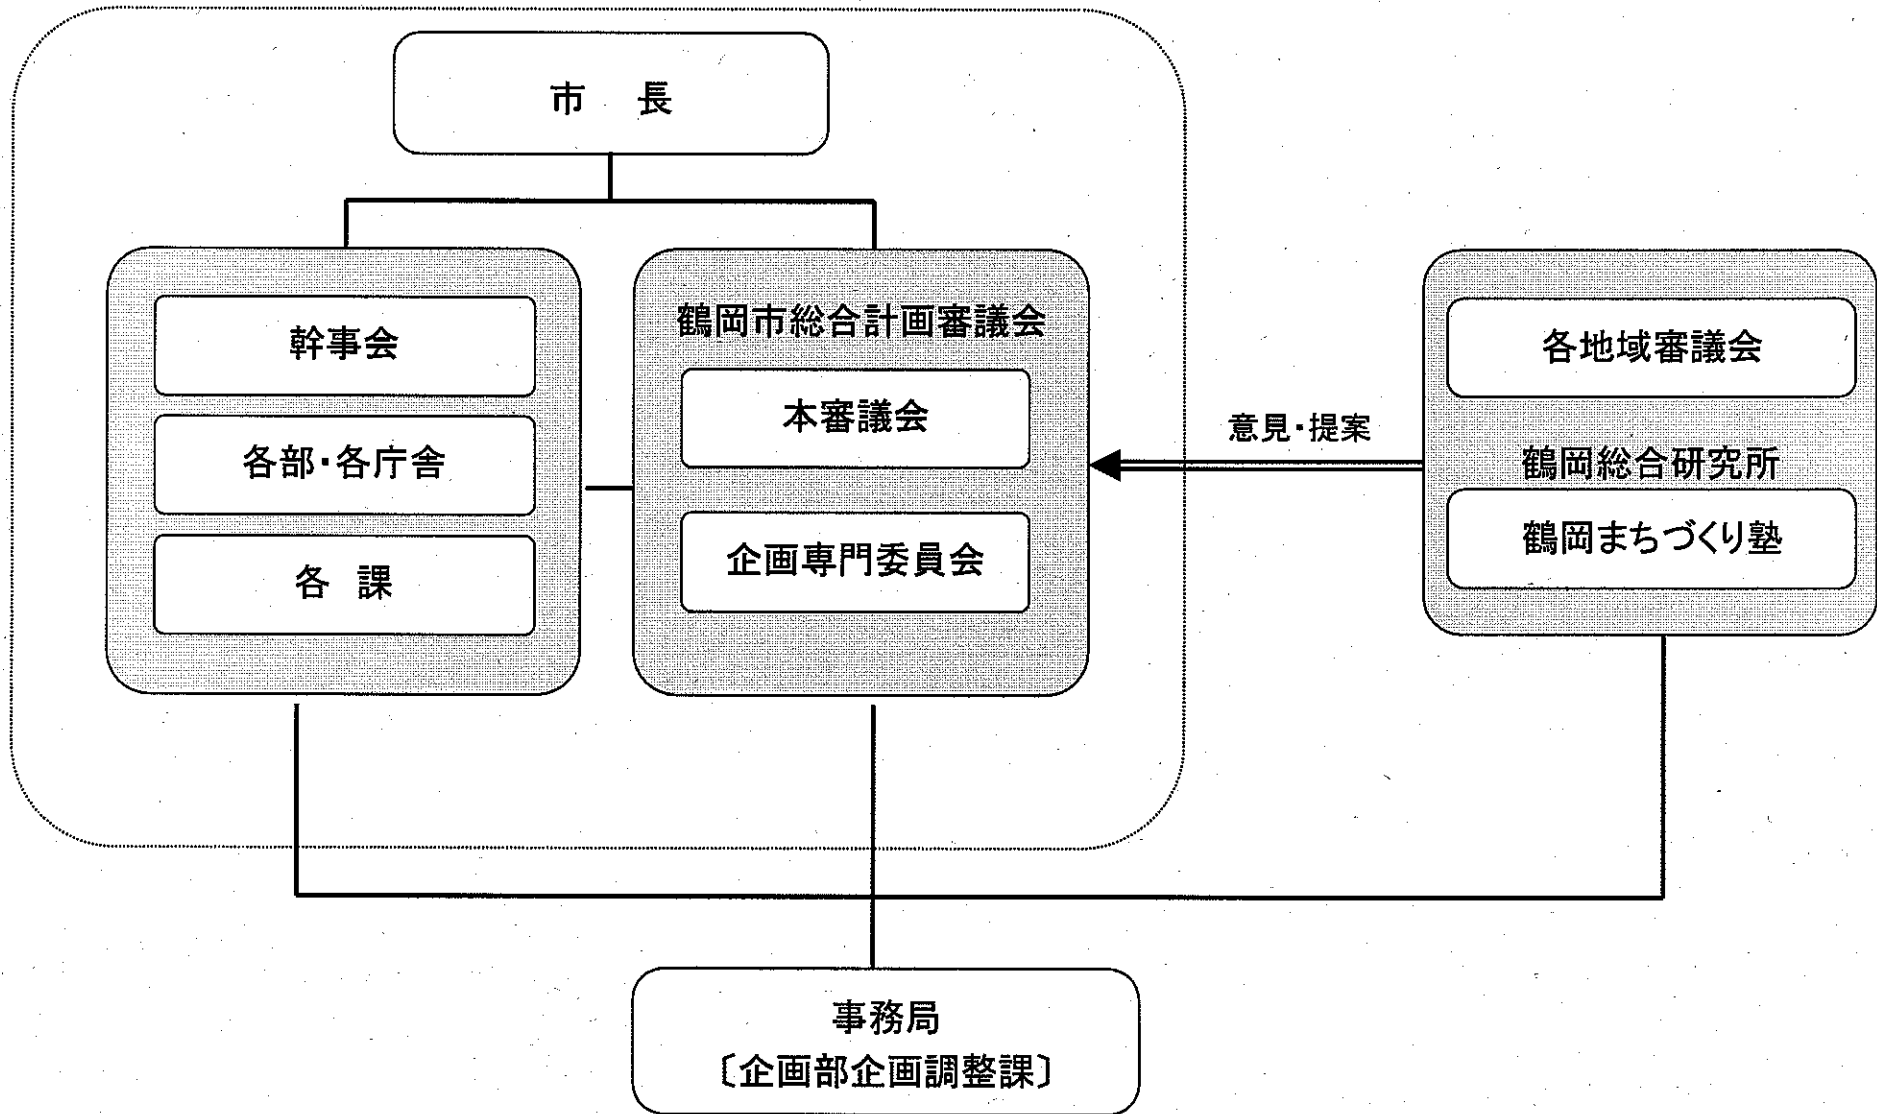 市　長
幹事会
各部・各庁舎
各　課
鶴岡市総合計画審議会
本審議会
企画専門委員会
意見・提案
各地域審議会
鶴岡総合研究所
鶴岡まちづくり塾
事務局
〔企画部企画調整課〕